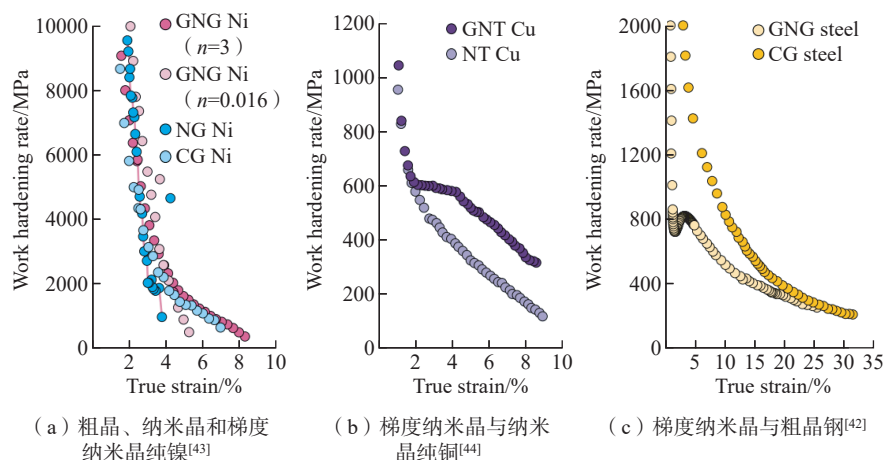 Work hardening rate/MPa
10000
8000
6000
4000
2000
0
0
2
4
6
8
10
True strain/%
GNG Ni
（n=3）
GNG Ni
（n=0.016）
NG Ni
CG Ni
（a）粗晶、纳米晶和梯度
纳米晶纯镍[43]
Work hardening rate/MPa
1200
1000
800
600
400
200
0
0
2
4
6
8
10
True strain/%
GNT Cu
NT Cu
（b）梯度纳米晶与纳米
晶纯铜[44]
Work hardening rate/MPa
2000
1600
1200
800
400
0
5
10
15
20
25
30
35
True strain/%
GNG steel
CG steel
（c）梯度纳米晶与粗晶钢[42]